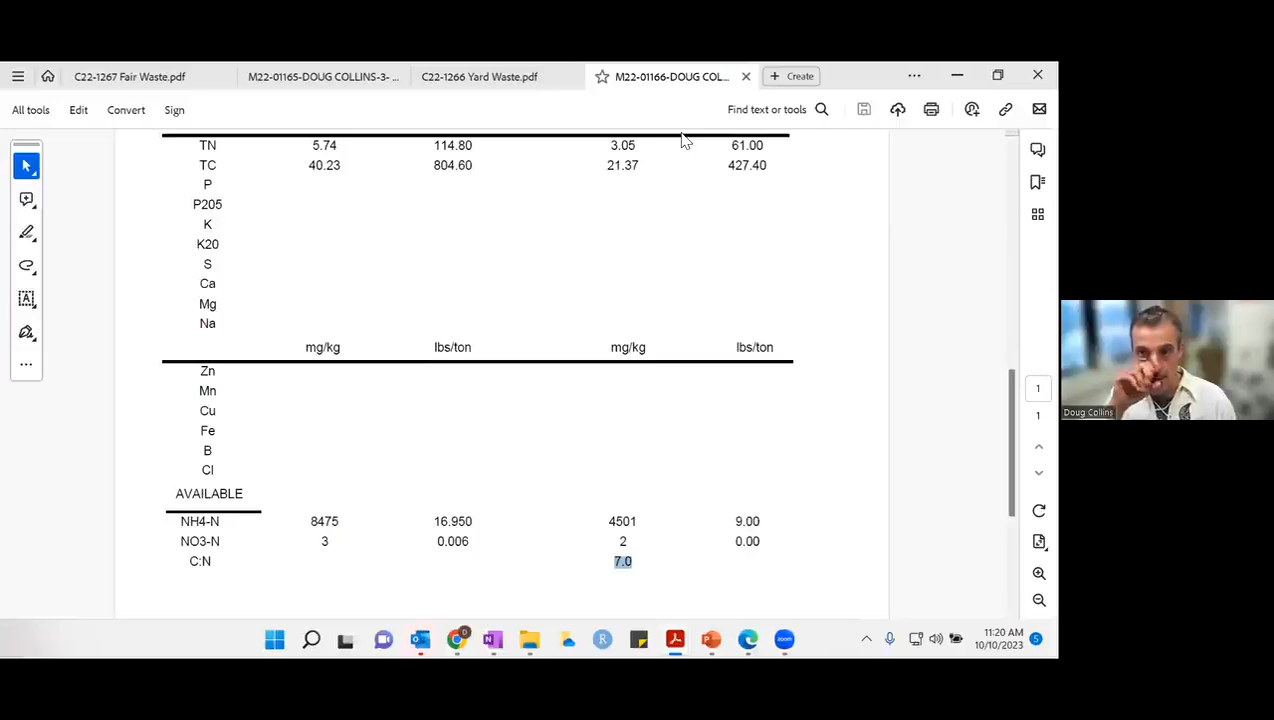 C22-1267 Fair Waste.pdf M22-01165-DOUG COLLINS-3- ... C22-1266 Yard Waste.pdf M22-01166-DOUG COL... Create
All tools Edit Convert Sign Find text or tools
TN 5.74 114.80 3.05 61.00
TC 40.23 804.60 21.37 427.40
P
P205
K
K20
S
Ca
Mg
Na
mg/kg lbs/ton mg/kg lbs/ton
Zn
Mn
Cu
Fe
B
Cl
AVAILABLE
NH4-N 8475 16.950 4501 9.00
NO3-N 3 0.006 2 0.00
C:N 7.0
1
1
Doug Collins
11:20 AM
10/10/2023
5